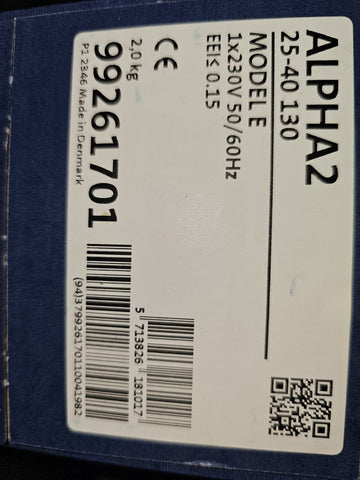 ALPHA2
25-40 130
MODEL E
1x230V 50/60Hz
EEI≤ 0.15
CE
2,0 kg
99261701
P1 2346 Made in Denmark
5 713826 181017
(94)379926170110041982